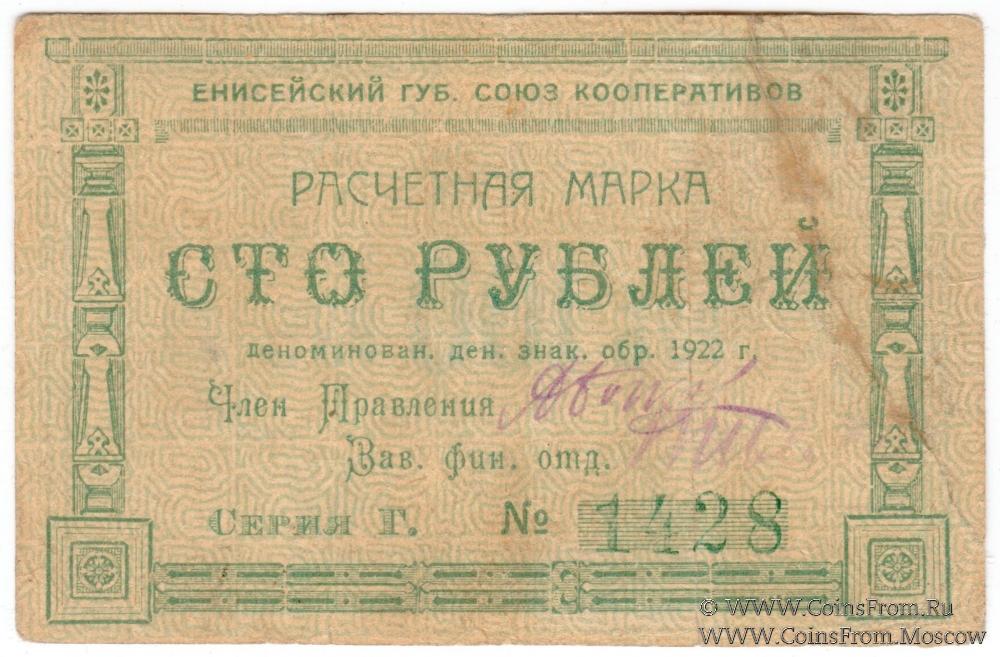 ЕНИСЕЙСКИЙ ГУБ. СОЮЗ КООПЕРАТИВОВ
РАСЧЕТНАЯ МАРКА
СТО РУБЛЕЙ
деноминован. ден. знак. обр. 1922 г.
Член Правления
Зав. фин. отд.
СЕРИЯ Г. № 1428
© WWW.CoinsFrom.Ru
WWW.CoinsFrom.Moscow